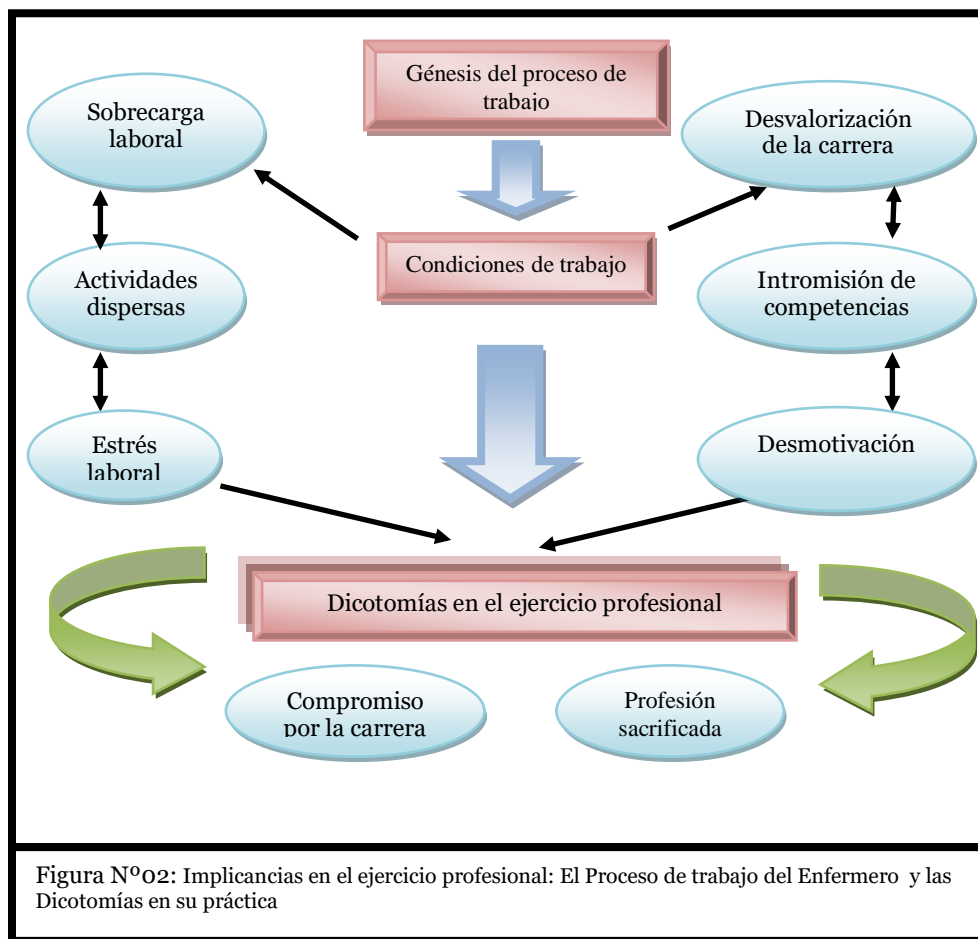 Génesis del proceso de
trabajo
Sobrecarga
laboral
Desvalorización
de la carrera
Condiciones de trabajo
Actividades
dispersas
Intromisión de
competencias
Estrés
laboral
Desmotivación
Dicotomías en el ejercicio profesional
Compromiso
por la carrera
Profesión
sacrificada
Figura Nº02: Implicancias en el ejercicio profesional: El Proceso de trabajo del Enfermero y las
Dicotomías en su práctica